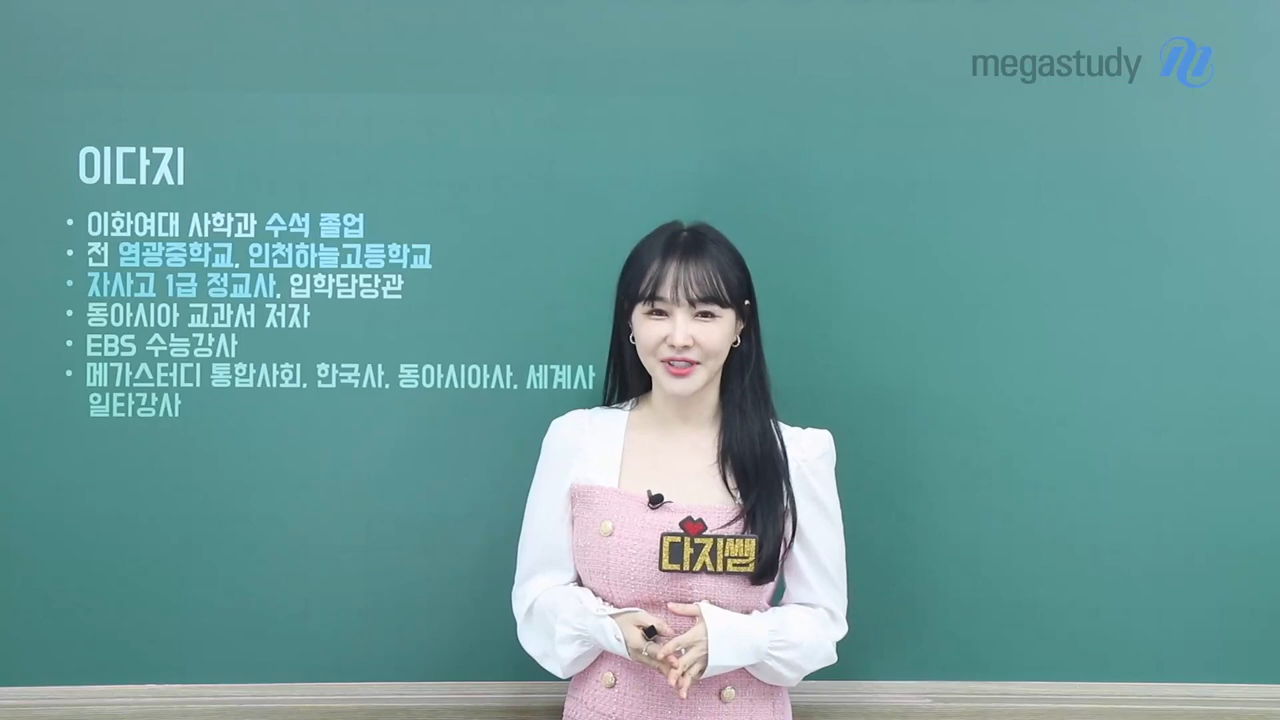 megastudy
이다지
• 이화여대 사학과 수석 졸업
• 전 염광중학교, 인천하늘고등학교
• 자사고 1급 정교사, 입학담당관
• 동아시아 교과서 저자
• EBS 수능강사
• 메가스터디 통합사회, 한국사, 동아시아사, 세계사
일타강사
다지쌤